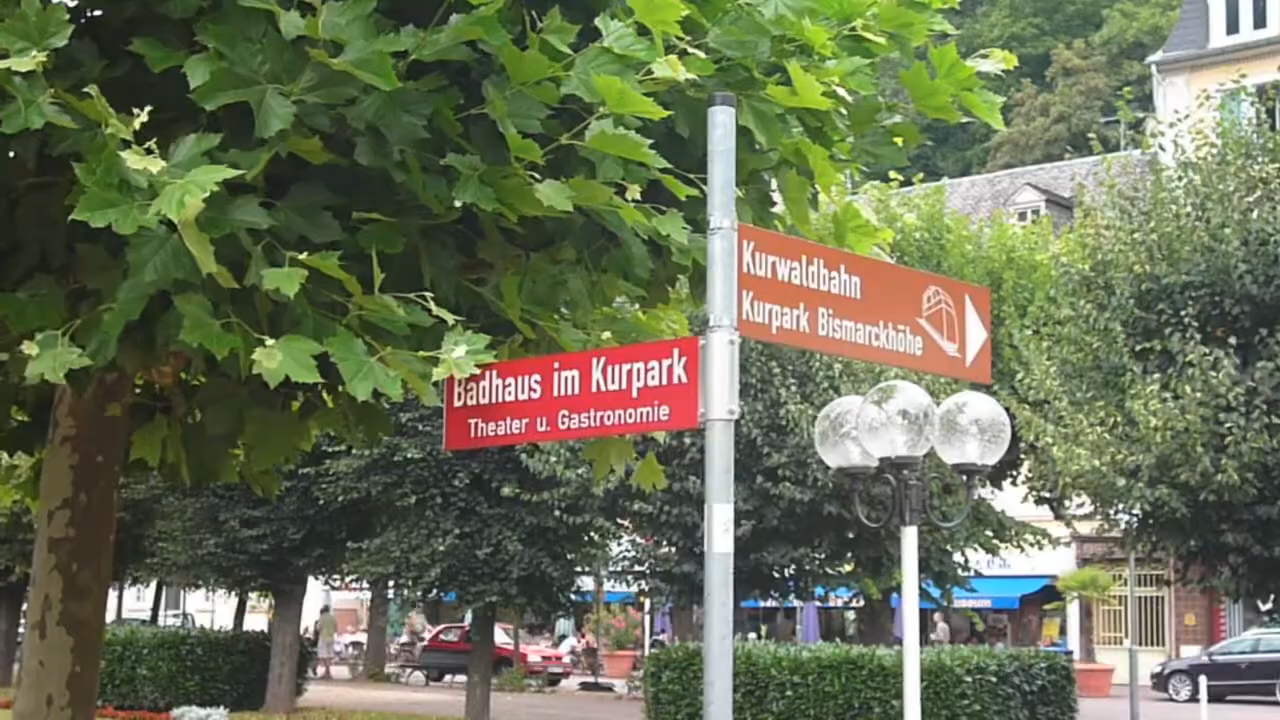 Kurwaldbahn
Kurpark Bismarckhöhe
Badhaus im Kurpark
Theater u. Gastronomie